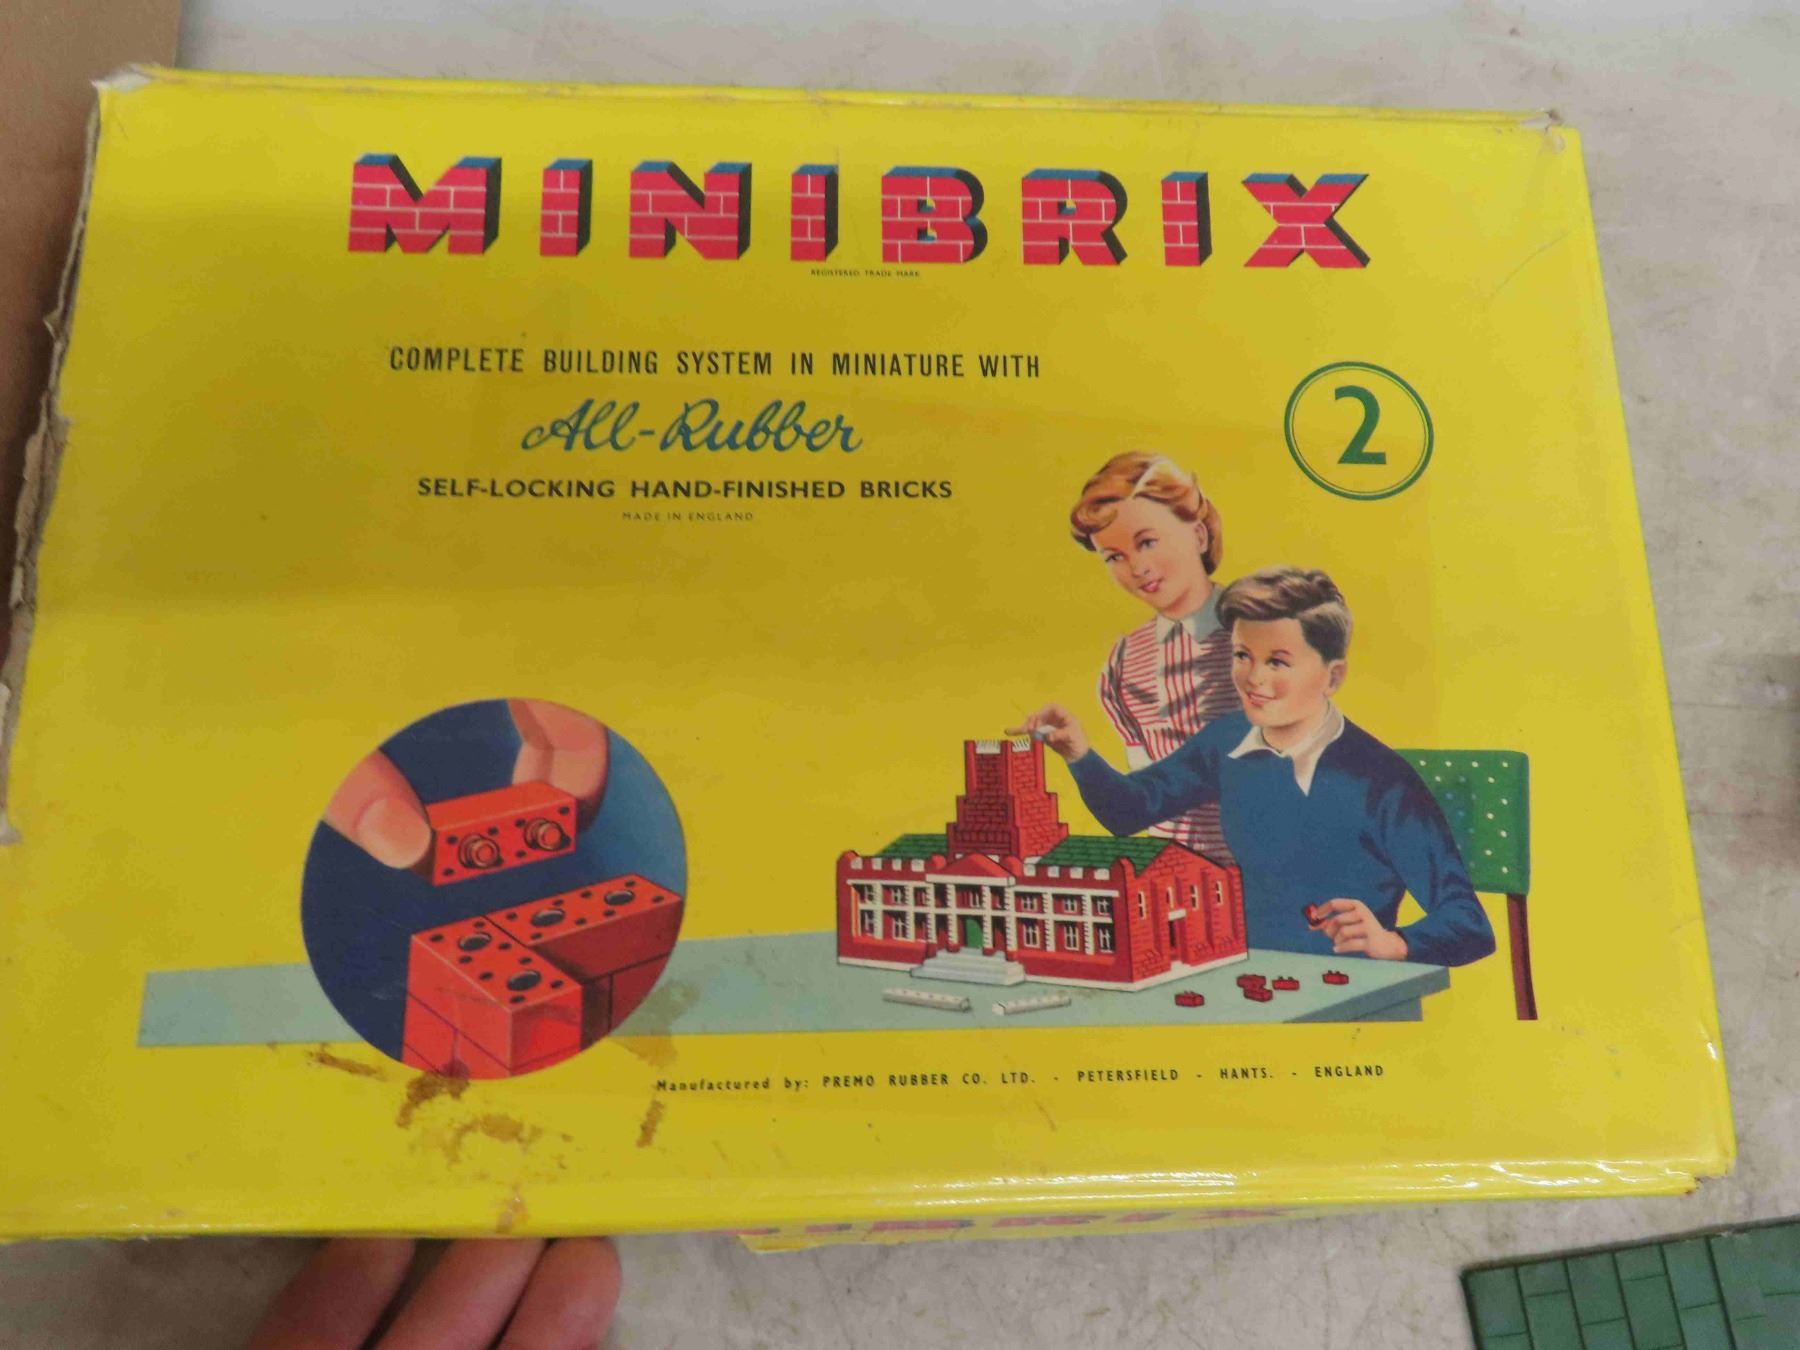 MINIBRIX
REGISTERED TRADE MARK
COMPLETE BUILDING SYSTEM IN MINIATURE WITH
All-Rubber
2
SELF-LOCKING HAND-FINISHED BRICKS
MADE IN ENGLAND
Manufactured by: PREMO RUBBER CO. LTD. - PETERSFIELD - HANTS. - ENGLAND